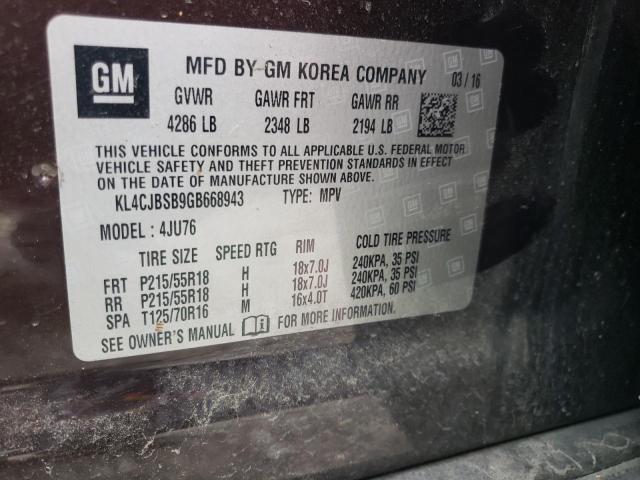 GM MFD BY GM KOREA COMPANY 03/16
GVWR GAWR FRT GAWR RR
4286 LB 2348 LB 2194 LB
THIS VEHICLE CONFORMS TO ALL APPLICABLE U.S. FEDERAL MOTOR
VEHICLE SAFETY AND THEFT PREVENTION STANDARDS IN EFFECT
ON THE DATE OF MANUFACTURE SHOWN ABOVE.
KL4CJBSB9GB668943 TYPE: MPV
MODEL: 4JU76
TIRE SIZE SPEED RTG RIM COLD TIRE PRESSURE
FRT P215/55R18 H 18x7.0J 240KPA, 35 PSI
RR P215/55R18 H 18x7.0J 240KPA, 35 PSI
SPA T125/70R16 M 16x4.0T 420KPA, 60 PSI
SEE OWNER'S MANUAL FOR MORE INFORMATION.